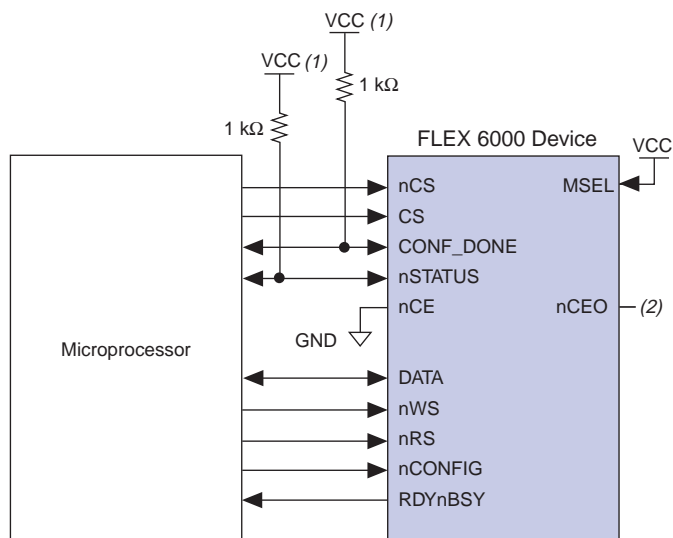 VCC (1)
VCC (1)
1 kΩ
1 kΩ
FLEX 6000 Device
VCC
nCS
MSEL
CS
CONF_DONE
nSTATUS
nCE
nCEO
(2)
GND
Microprocessor
DATA
nWS
nRS
nCONFIG
RDYnBSY